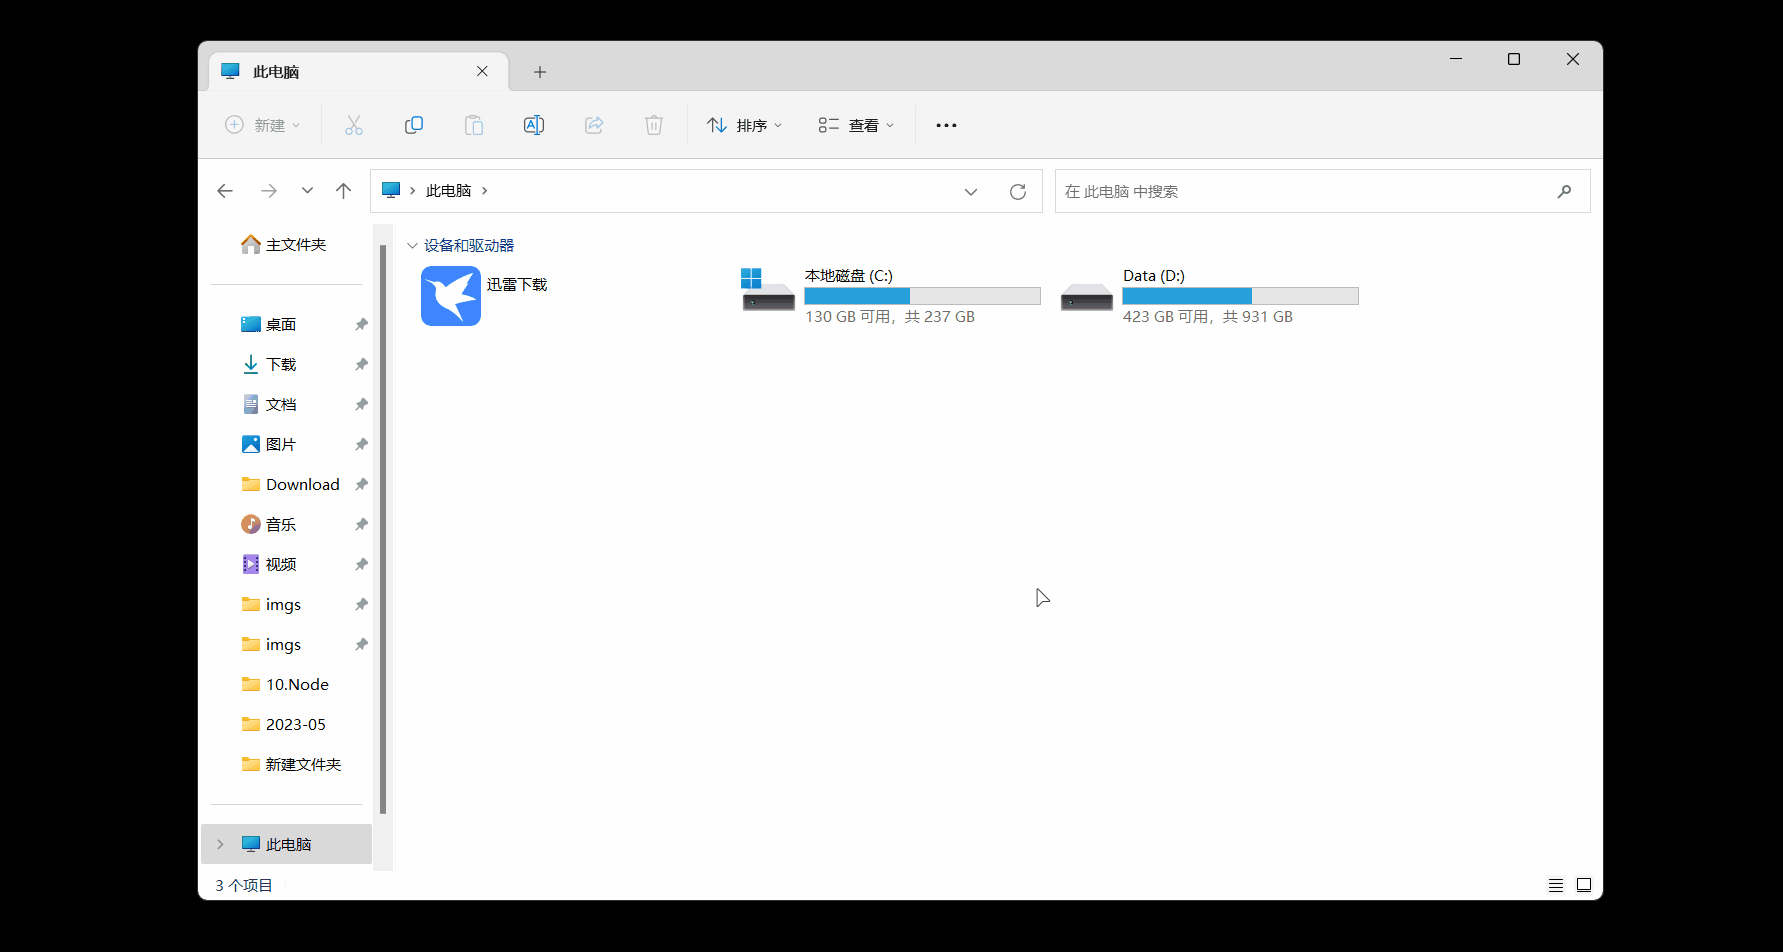 此电脑
新建
排序
查看
此电脑
在 此电脑 中搜索
主文件夹
桌面
下载
文档
图片
Download
音乐
视频
imgs
imgs
10.Node
2023-05
新建文件夹
此电脑
设备和驱动器
迅雷下载
本地磁盘 (C:)
130 GB 可用，共 237 GB
Data (D:)
423 GB 可用，共 931 GB
3 个项目